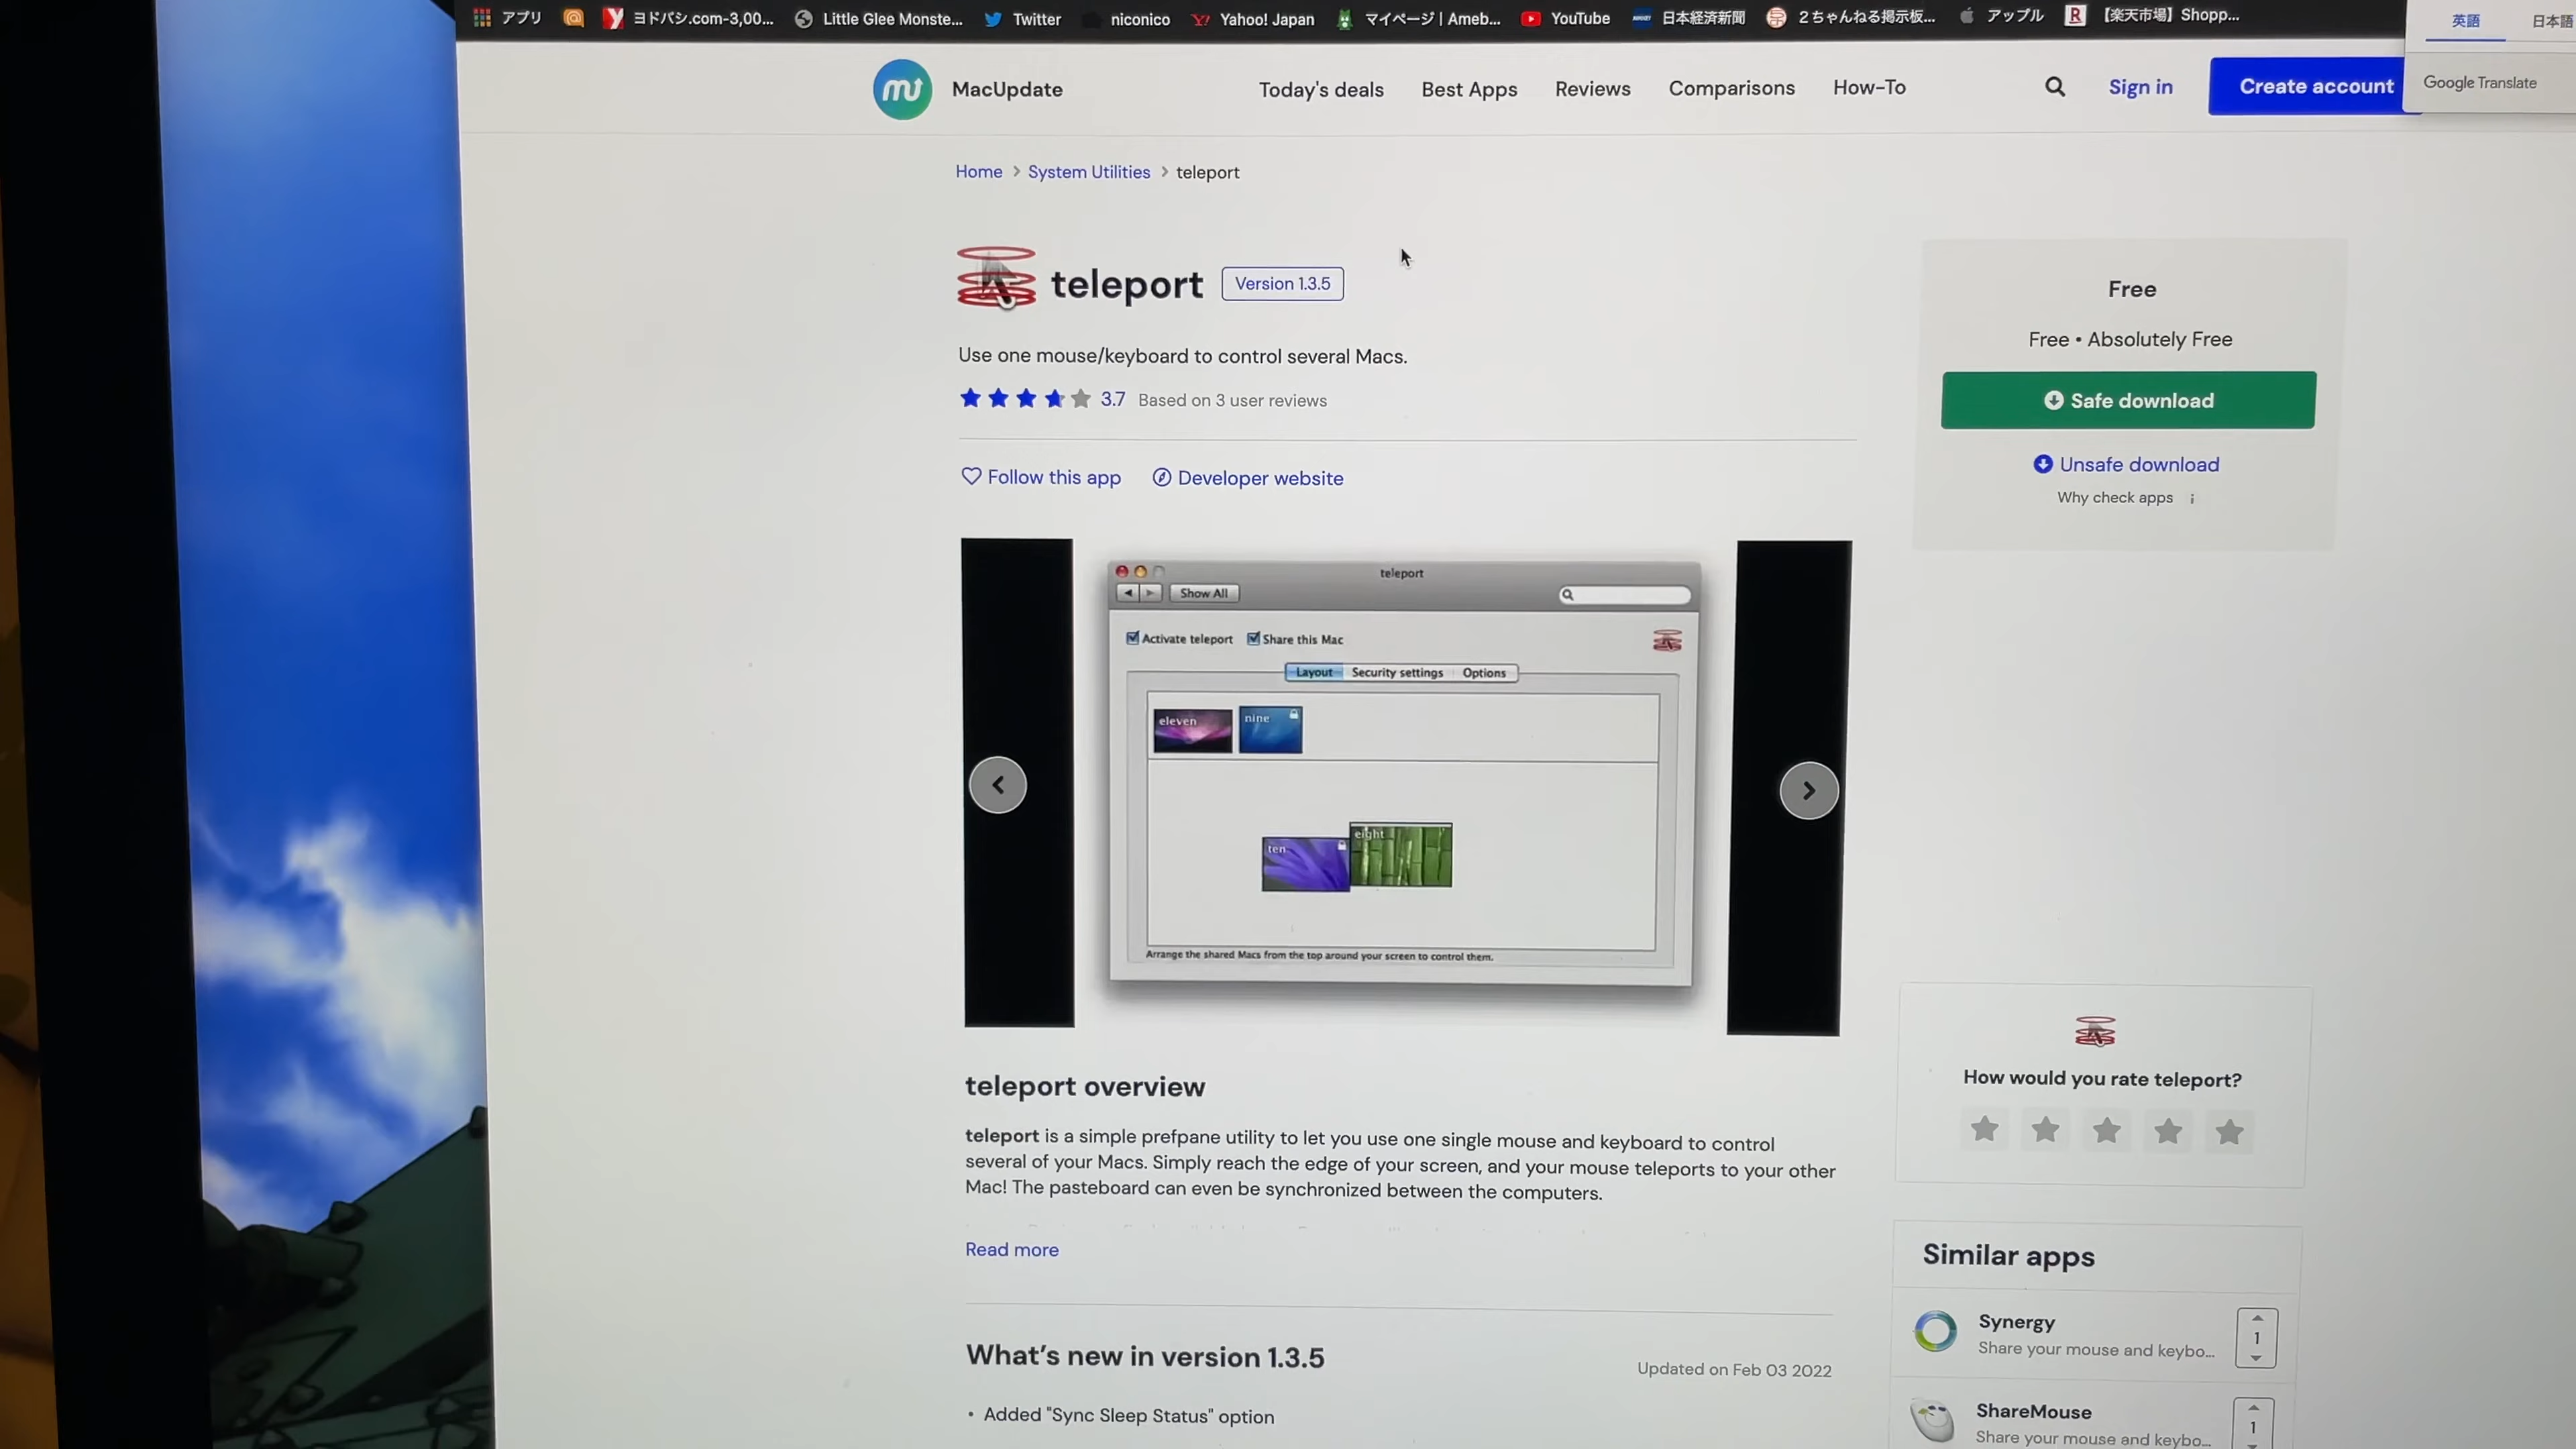 アプリ
ヨドバシ.com-3,00...
Little Glee Monste...
Twitter
niconico
Yahoo! Japan
マイページ | Ameb...
YouTube
日本経済新聞
２ちゃんねる掲示板...
アップル
【楽天市場】Shopp...
英語
日本語
Google Translate
MacUpdate
Today's deals
Best Apps
Reviews
Comparisons
How-To
Sign in
Create account
Home > System Utilities > teleport
teleport
Version 1.3.5
Use one mouse/keyboard to control several Macs.
3.7 Based on 3 user reviews
Follow this app
Developer website
Free
Free • Absolutely Free
Safe download
Unsafe download
Why check apps i
teleport
Show All
Activate teleport
Share this Mac
Layout
Security settings
Options
eleven
nine
ten
eight
Arrange the shared Macs from the top around your screen to control them.
teleport overview
teleport is a simple prefpane utility to let you use one single mouse and keyboard to control
several of your Macs. Simply reach the edge of your screen, and your mouse teleports to your other
Mac! The pasteboard can even be synchronized between the computers.
Read more
What's new in version 1.3.5
Updated on Feb 03 2022
• Added "Sync Sleep Status" option
How would you rate teleport?
Similar apps
Synergy
Share your mouse and keybo...
1
ShareMouse
Share your mouse and keybo...
1